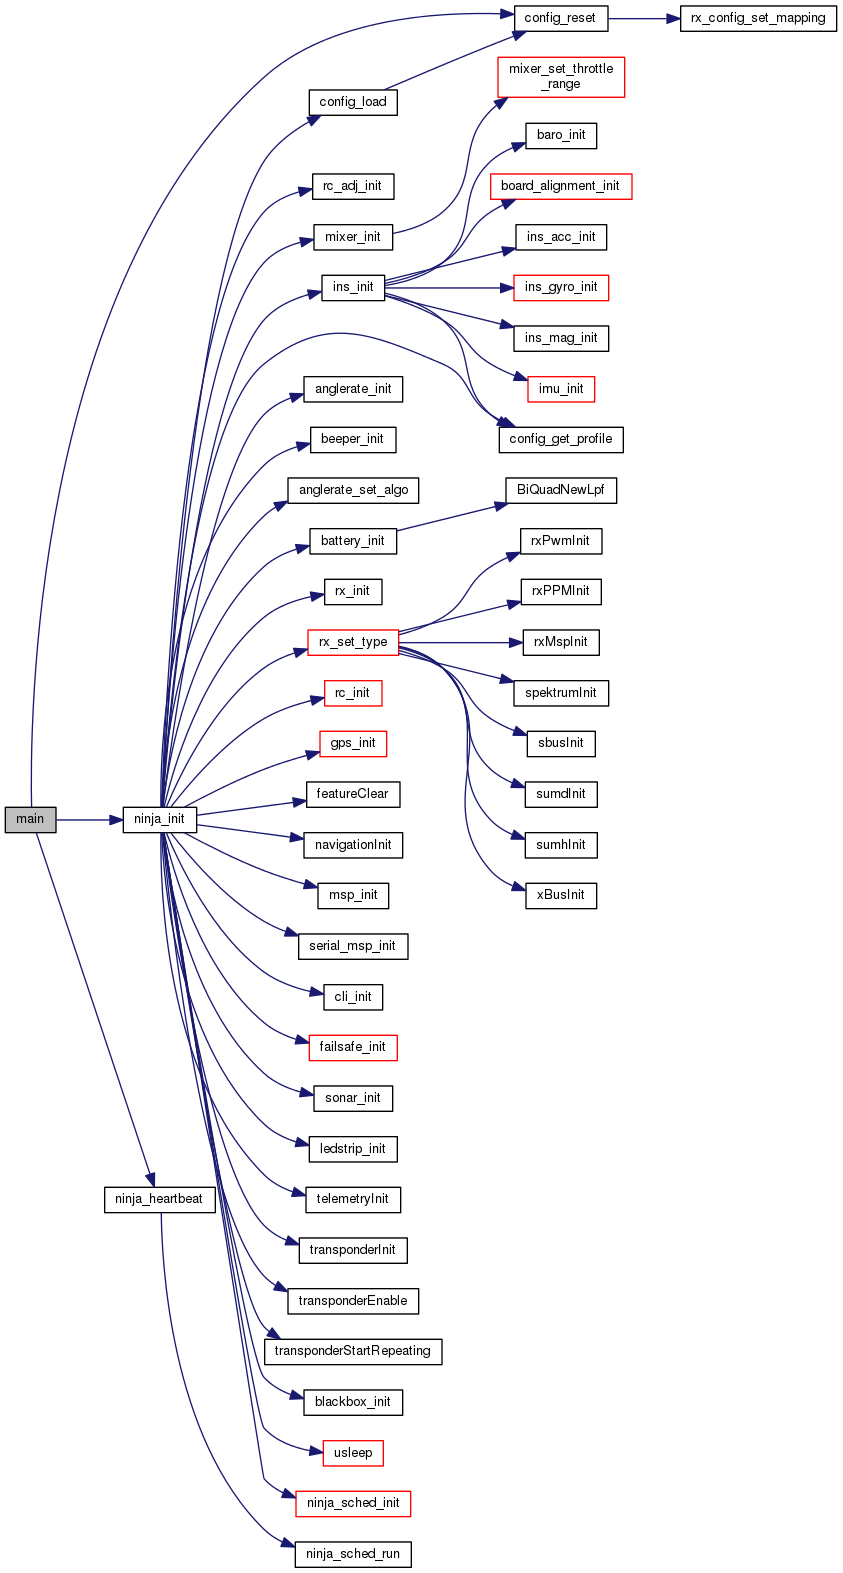 config_reset
rx_config_set_mapping
mixer_set_throttle
_range
config_load
baro_init
rc_adj_init
board_alignment_init
mixer_init
ins_acc_init
ins_init
ins_gyro_init
ins_mag_init
anglerate_init
imu_init
beeper_init
config_get_profile
anglerate_set_algo
BiQuadNewLpf
battery_init
rxPwmInit
rx_init
rxPPMInit
rx_set_type
rxMspInit
rc_init
spektrumInit
gps_init
sbusInit
featureClear
sumdInit
main
ninja_init
navigationInit
sumhInit
msp_init
xBusInit
serial_msp_init
cli_init
failsafe_init
sonar_init
ledstrip_init
ninja_heartbeat
telemetryInit
transponderInit
transponderEnable
transponderStartRepeating
blackbox_init
usleep
ninja_sched_init
ninja_sched_run